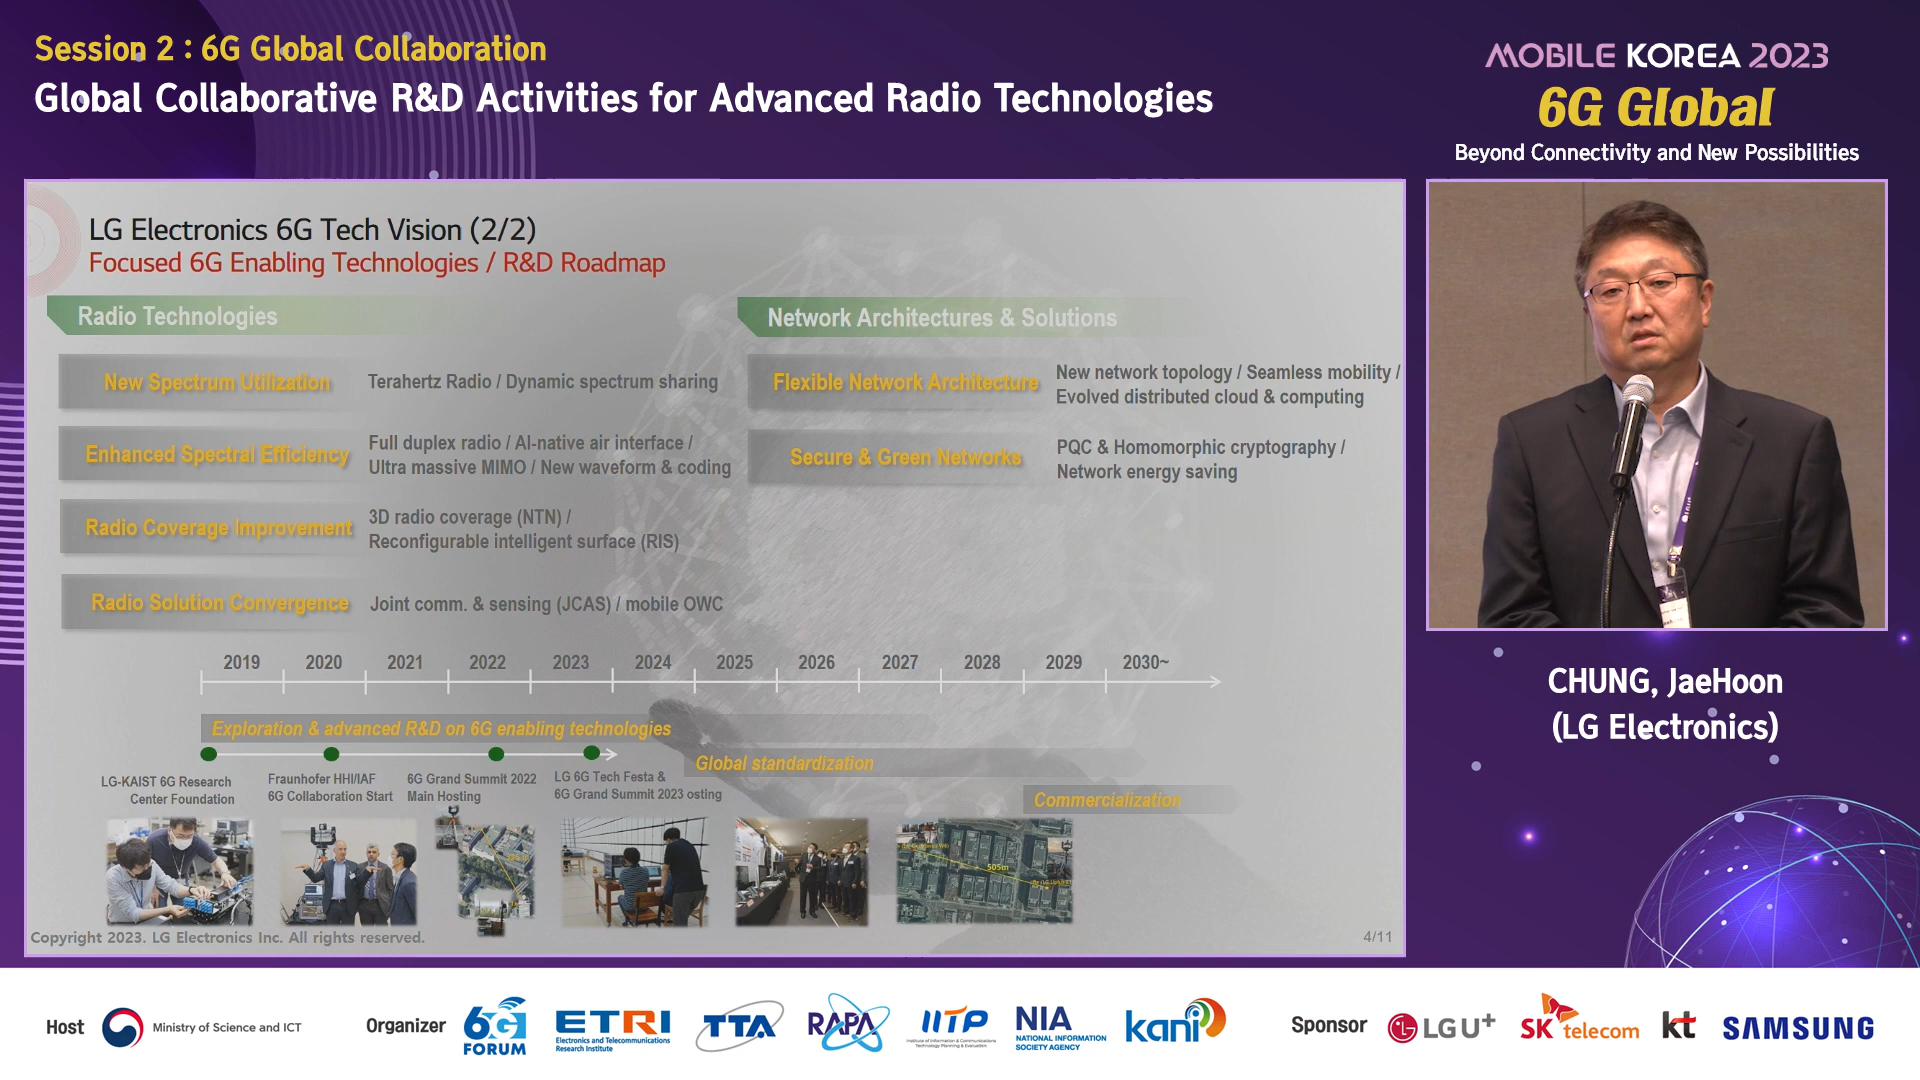 Session 2 : 6G Global Collaboration
Global Collaborative R&D Activities for Advanced Radio Technologies
MOBILE KOREA 2023
6G Global
Beyond Connectivity and New Possibilities
LG Electronics 6G Tech Vision (2/2)
Focused 6G Enabling Technologies / R&D Roadmap
Radio Technologies
New Spectrum Utilization
Terahertz Radio / Dynamic spectrum sharing
Enhanced Spectral Efficiency
Full duplex radio / AI-native air interface /
Ultra massive MIMO / New waveform & coding
Radio Coverage Improvement
3D radio coverage (NTN) /
Reconfigurable intelligent surface (RIS)
Radio Solution Convergence
Joint comm. & sensing (JCAS) / mobile OWC
Network Architectures & Solutions
Flexible Network Architecture
New network topology / Seamless mobility /
Evolved distributed cloud & computing
Secure & Green Networks
PQC & Homomorphic cryptography /
Network energy saving
2019 2020 2021 2022 2023 2024 2025 2026 2027 2028 2029 2030~
Exploration & advanced R&D on 6G enabling technologies
Global standardization
Commercialization
LG-KAIST 6G Research
Center Foundation
Fraunhofer HHI/IAF
6G Collaboration Start
6G Grand Summit 2022
Main Hosting
LG 6G Tech Festa &
6G Grand Summit 2023 osting
505m
Copyright 2023. LG Electronics Inc. All rights reserved.
4/11
CHUNG, JaeHoon
(LG Electronics)
Host
Ministry of Science and ICT
Organizer
6G FORUM
ETRI
Electronics and Telecommunications
Research Institute
TTA
RAPA
IITP
Institute of Information & Communications
Technology Planning & Evaluation
NIA
NATIONAL INFORMATION
SOCIETY AGENCY
kani
Sponsor
LG U+
SK telecom
kt
SAMSUNG